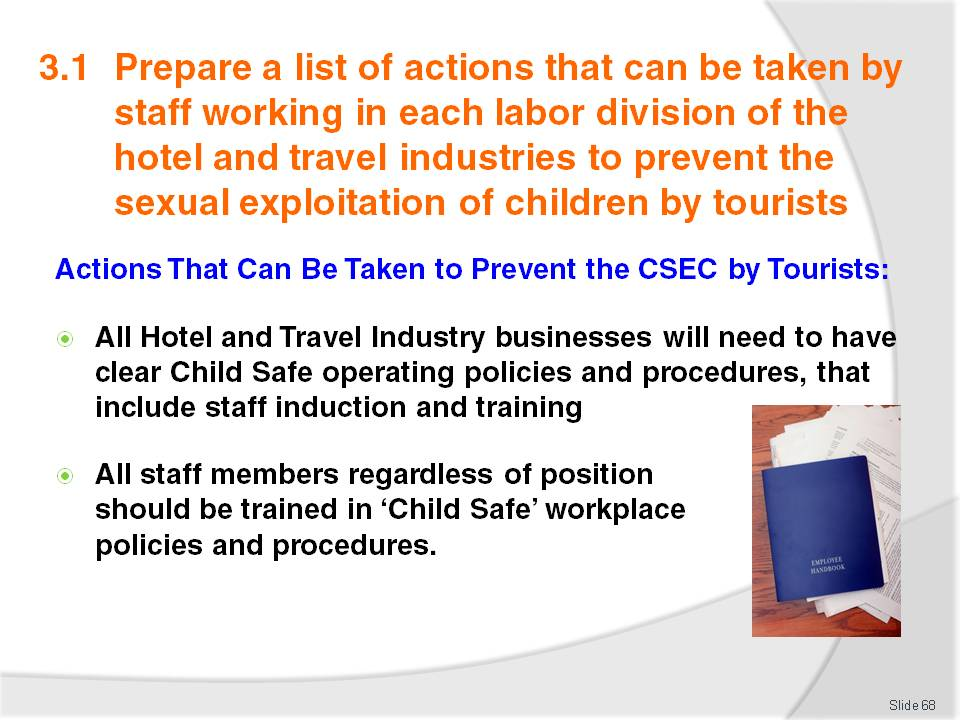 3.1 Prepare a list of actions that can be taken by
staff working in each labor division of the
hotel and travel industries to prevent the
sexual exploitation of children by tourists
Actions That Can Be Taken to Prevent the CSEC by Tourists:
All Hotel and Travel Industry businesses will need to have
clear Child Safe operating policies and procedures, that
include staff induction and training
All staff members regardless of position
should be trained in ‘Child Safe’ workplace
policies and procedures.
EMPLOYEE
HANDBOOK
Slide 68